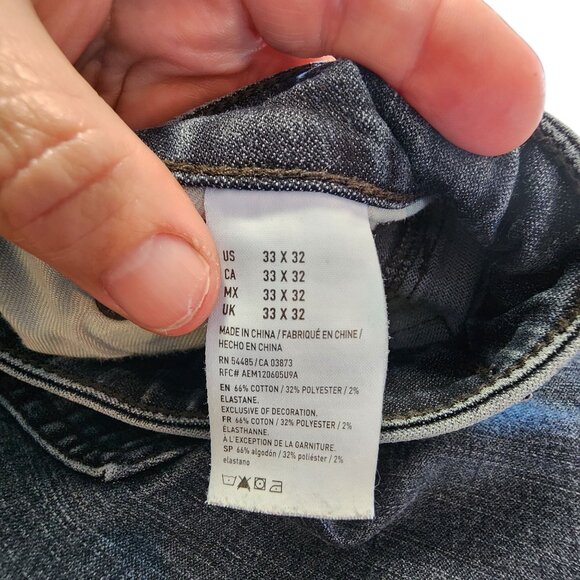 US 33 X 32
CA 33 X 32
MX 33 X 32
UK 33 X 32
MADE IN CHINA / FABRIQUÉ EN CHINE /
HECHO EN CHINA
RN 54485/CA 03873
RFC# AEM120605U9A
EN 66% COTTON / 32% POLYESTER / 2%
ELASTANE.
EXCLUSIVE OF DECORATION.
FR 66% COTON / 32% POLYESTER / 2%
ELASTHANNE.
À L'EXCEPTION DE LA GARNITURE.
SP 66% algodón / 32% poliéster / 2%
elastano